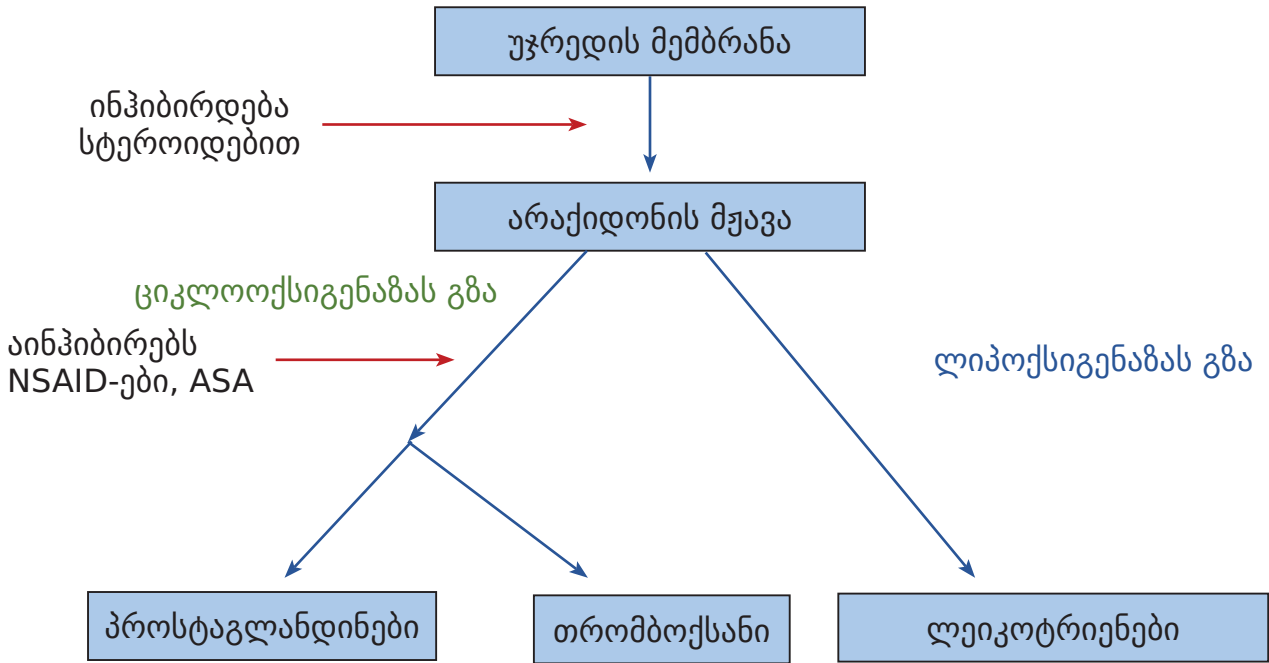 უჯრედის მემბრანა
ინჰიბირდება
სტეროიდებით
არაქიდონის მჟავა
ციკლოოქსიგენაზას გზა
აინჰიბირებს
NSAID-ები, ASA
ლიპოქსიგენაზას გზა
პროსტაგლანდინები
თრომბოქსანი
ლეიკოტრიენები